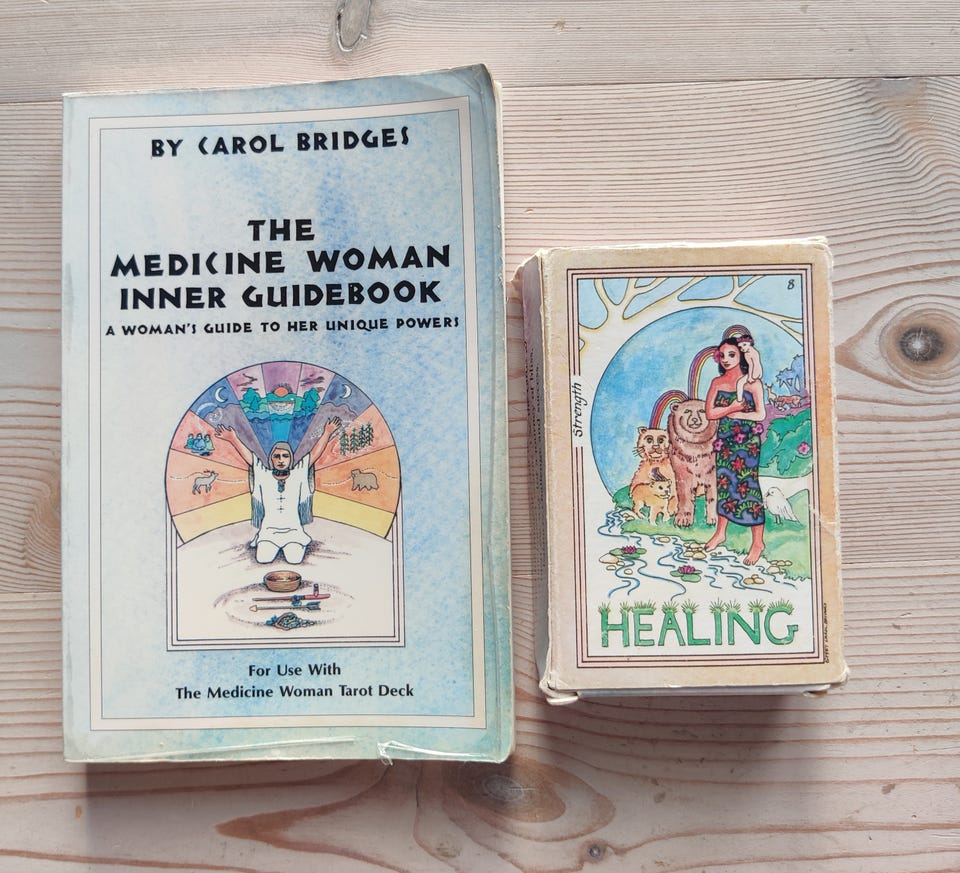 BY CAROL BRIDGES
THE
MEDICINE WOMAN
INNER GUIDEBOOK
A WOMAN'S GUIDE TO HER UNIQUE POWERS
For Use With
The Medicine Woman Tarot Deck
8
Strength
HEALING